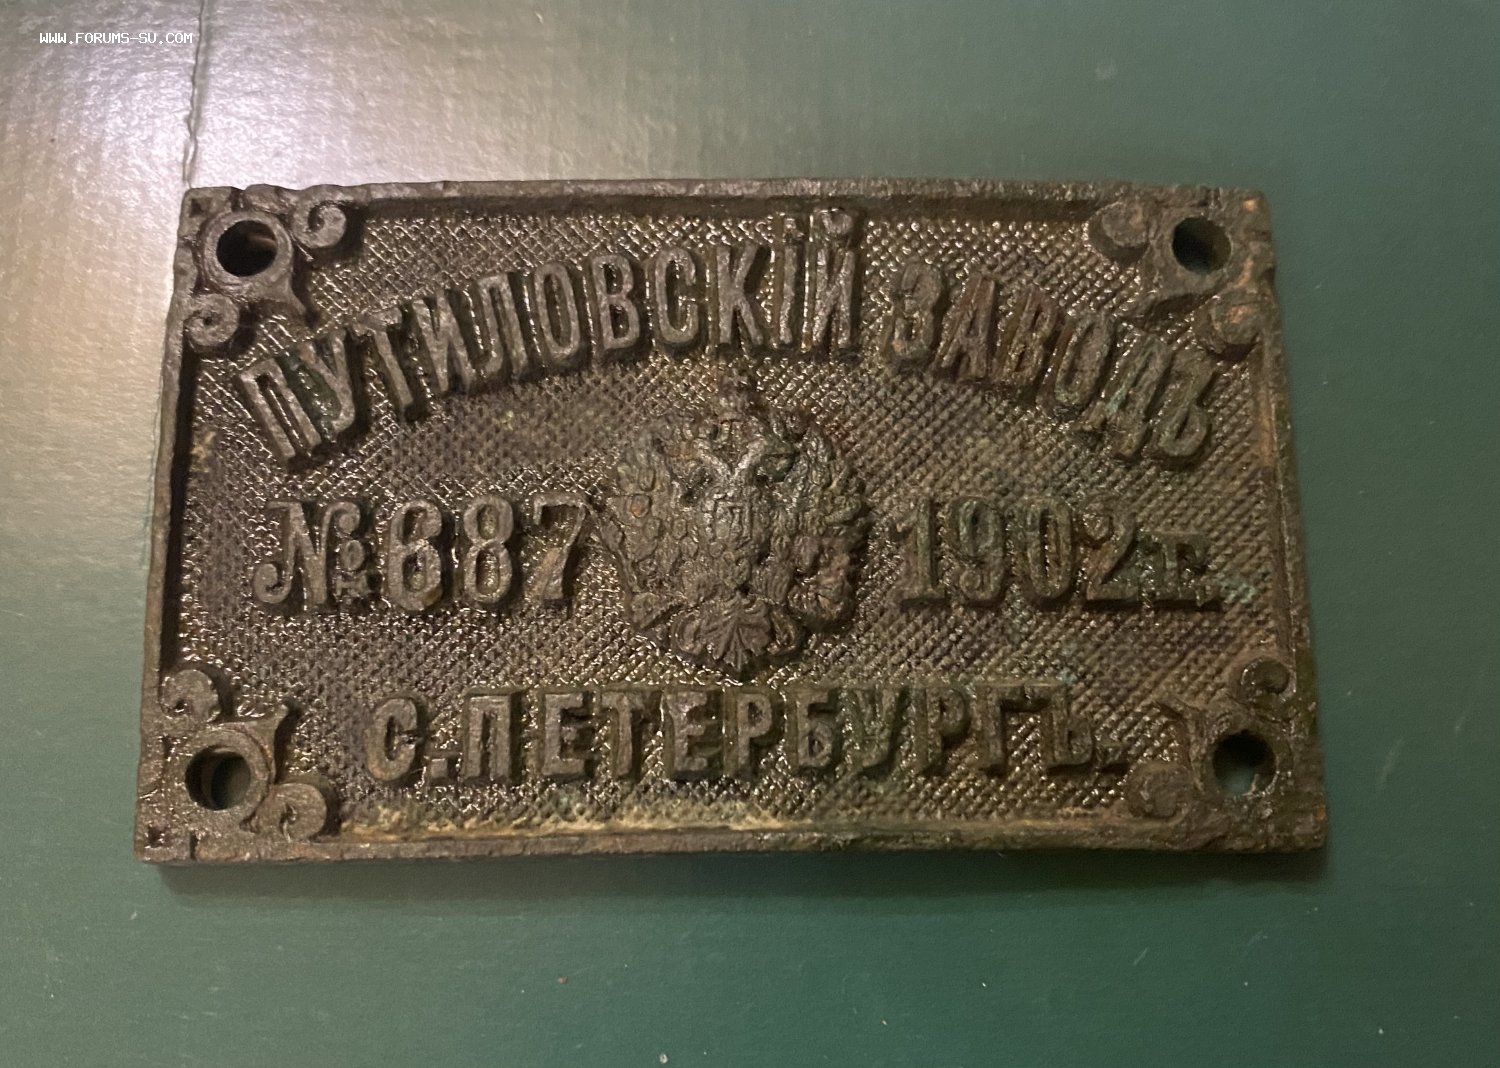 WWW.FORUMS-SU.COM
ПУТИЛОВСКІЙ ЗАВОДЪ
№ 687 1902 г.
С. ПЕТЕРБУРГЪ.